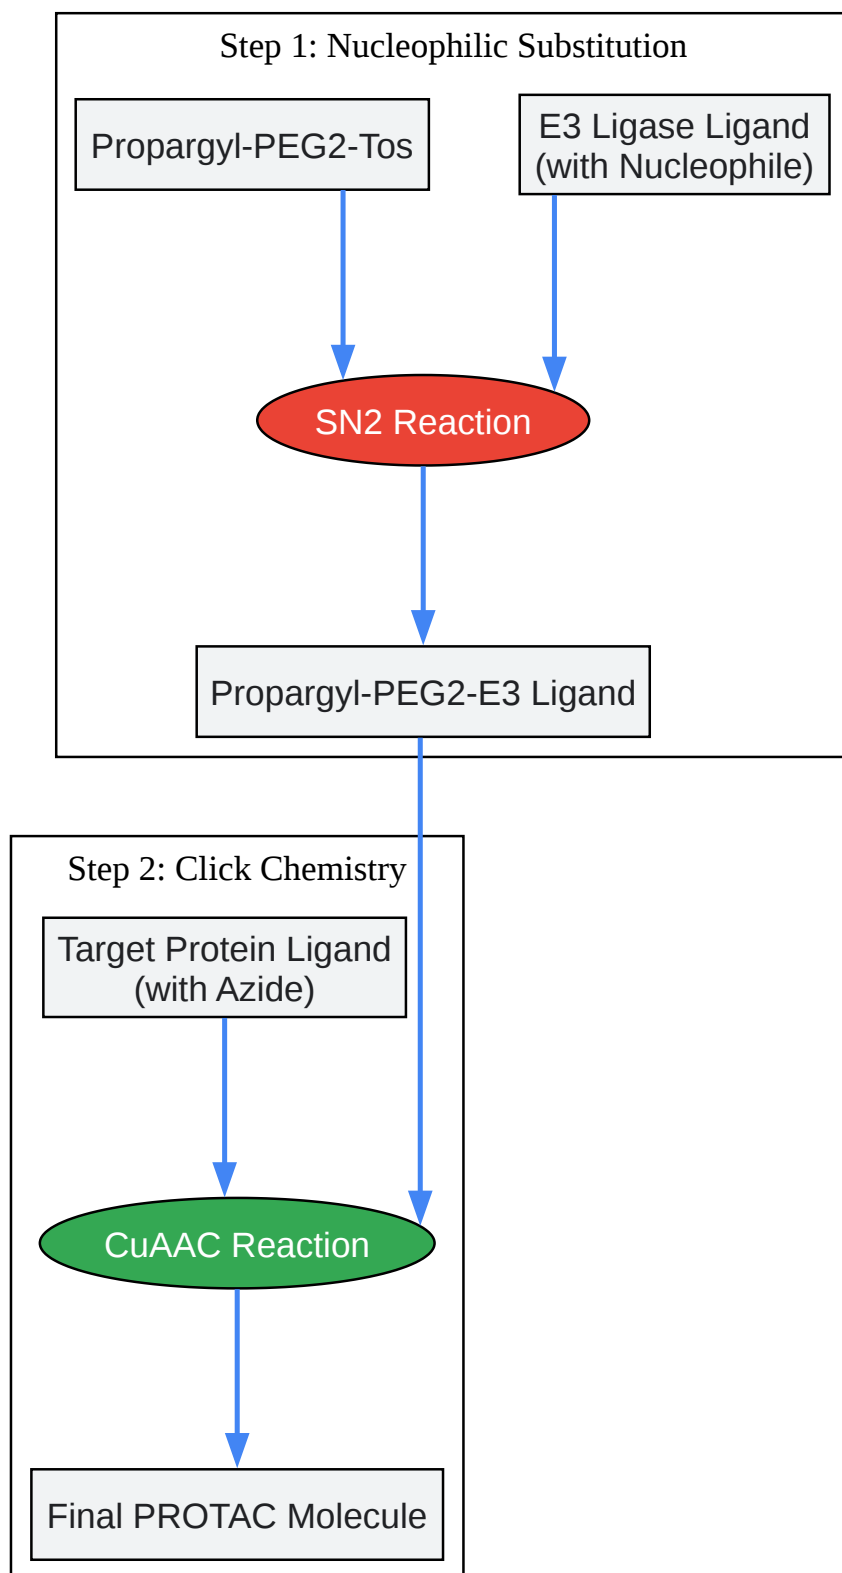 Step 1: Nucleophilic Substitution
Propargyl-PEG2-Tos
E3 Ligase Ligand
(with Nucleophile)
SN2 Reaction
Propargyl-PEG2-E3 Ligand
Step 2: Click Chemistry
Target Protein Ligand
(with Azide)
CuAAC Reaction
Final PROTAC Molecule